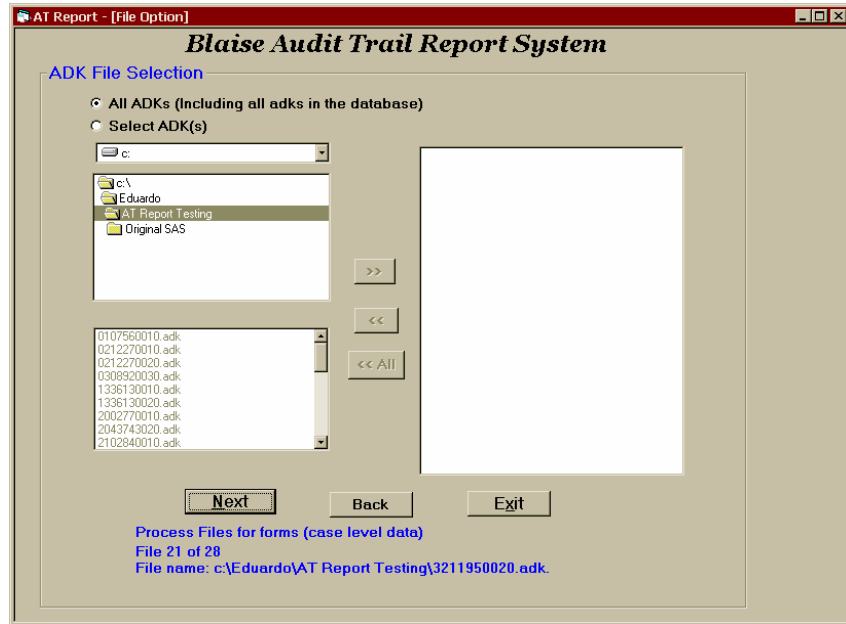 AT Report - [File Option]
Blaise Audit Trail Report System
ADK File Selection
All ADKs (Including all adks in the database)
Select ADK(s)
c:
c:\
Eduardo
AT Report Testing
Original SAS
>>
<<
<< All
0107560010.adk
0212270010.adk
0212270020.adk
0308920030.adk
1336130010.adk
1336130020.adk
2002770010.adk
2043743020.adk
2102840010.adk
Next
Back
Exit
Process Files for forms (case level data)
File 21 of 28
File name: c:\Eduardo\AT Report Testing\3211950020.adk.